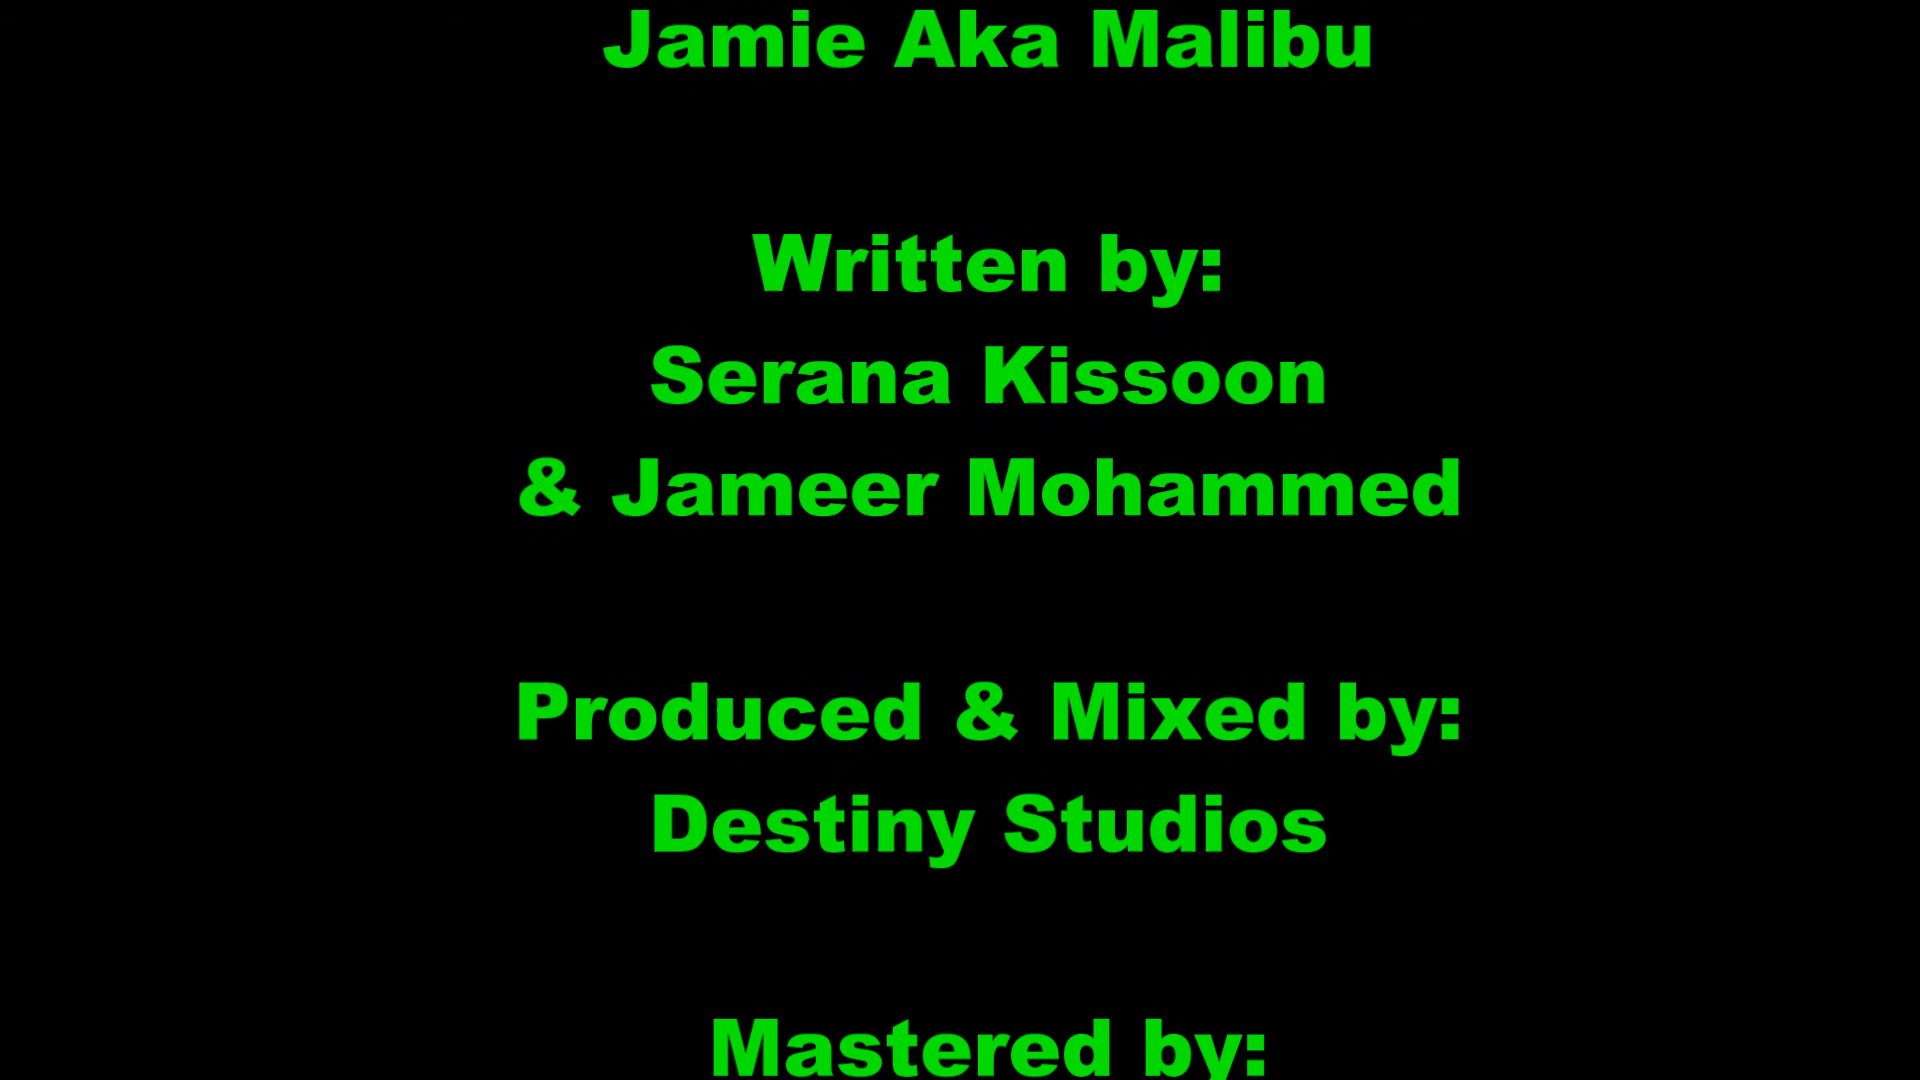 Jamie Aka Malibu
Written by:
Serana Kissoon
& Jameer Mohammed
Produced & Mixed by:
Destiny Studios
Mastered by: